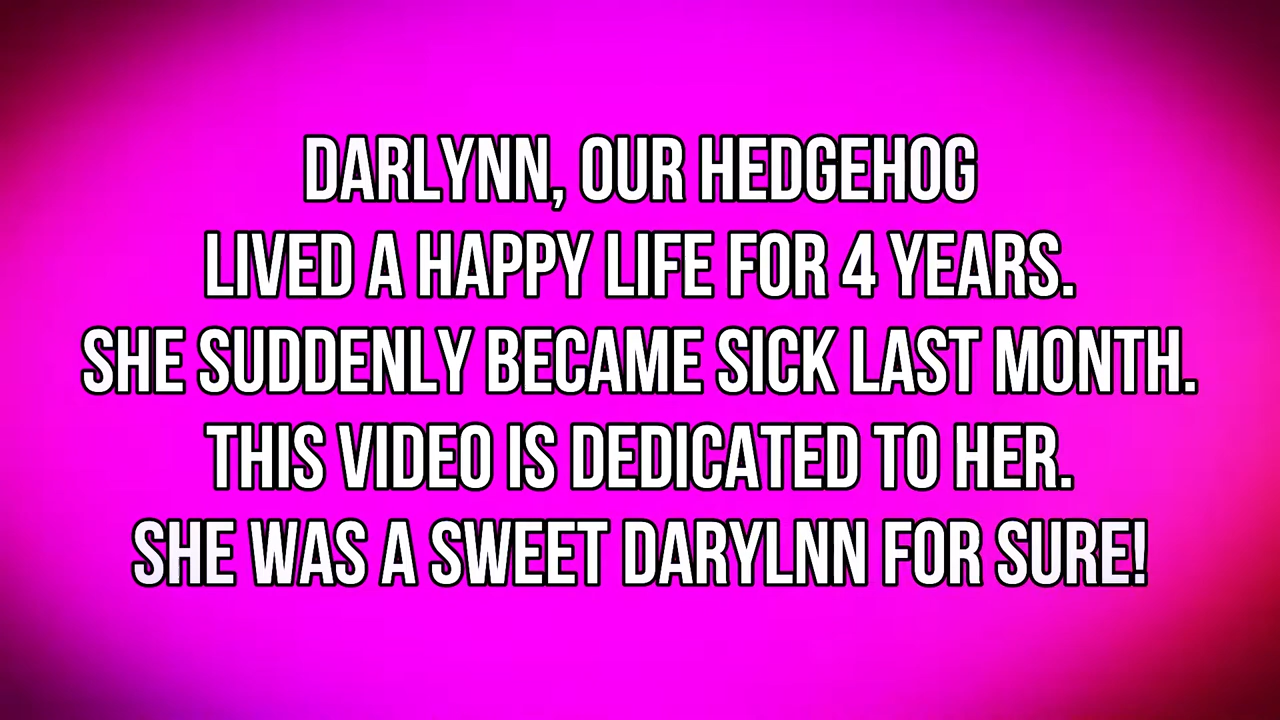 DARLYNN, OUR HEDGEHOG
LIVED A HAPPY LIFE FOR 4 YEARS.
SHE SUDDENLY BECAME SICK LAST MONTH.
THIS VIDEO IS DEDICATED TO HER.
SHE WAS A SWEET DARYLNN FOR SURE!